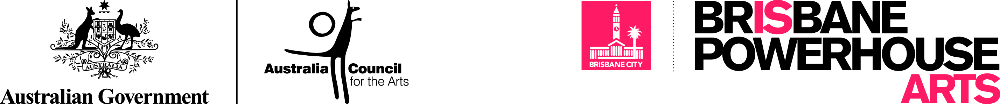 AUSTRALIA
Australian Government
Australia Council
for the Arts
BRISBANE CITY
BRISBANE
POWERHOUSE
ARTS